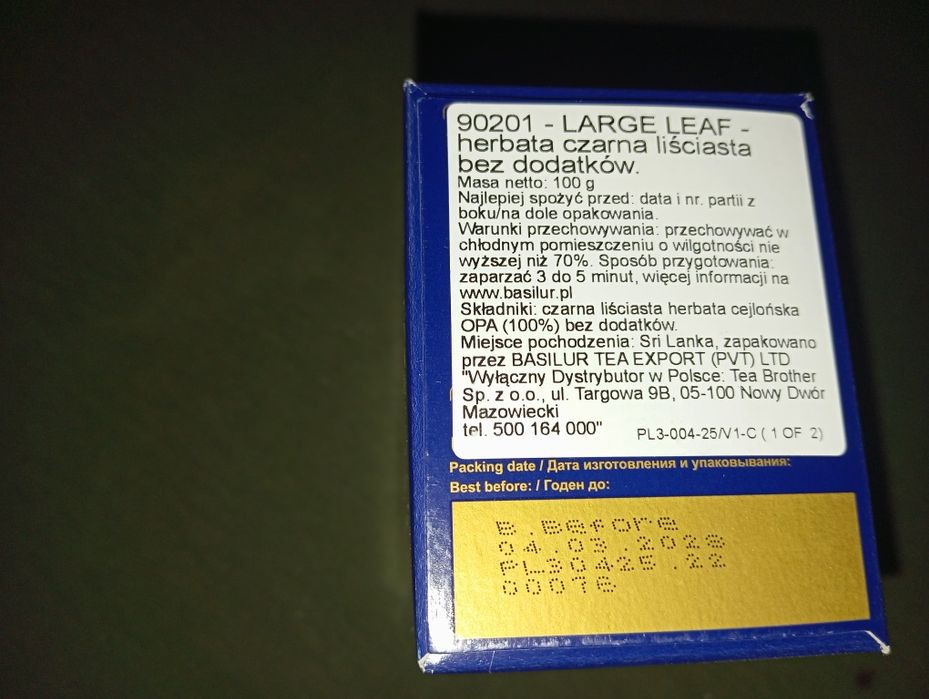 90201 - LARGE LEAF -
herbata czarna liściasta
bez dodatków.
Masa netto: 100 g
Najlepiej spożyć przed: data i nr. partii z
boku/na dole opakowania.
Warunki przechowywania: przechowywać w
chłodnym pomieszczeniu o wilgotności nie
wyższej niż 70%. Sposób przygotowania:
zaparzać 3 do 5 minut, więcej informacji na
www.basilur.pl
Składniki: czarna liściasta herbata cejlońska
OPA (100%) bez dodatków.
Miejsce pochodzenia: Sri Lanka, zapakowano
przez BASILUR TEA EXPORT (PVT) LTD
"Wyłączny Dystrybutor w Polsce: Tea Brother
Sp. z o.o., ul. Targowa 9B, 05-100 Nowy Dwór
Mazowiecki
tel. 500 164 000" PL3-004-25/V1-C ( 1 OF 2)
Packing date / Дата изготовления и упаковывания:
Best before: / Годен до:
B.Before
04.03.2028
PL30425.22
00076